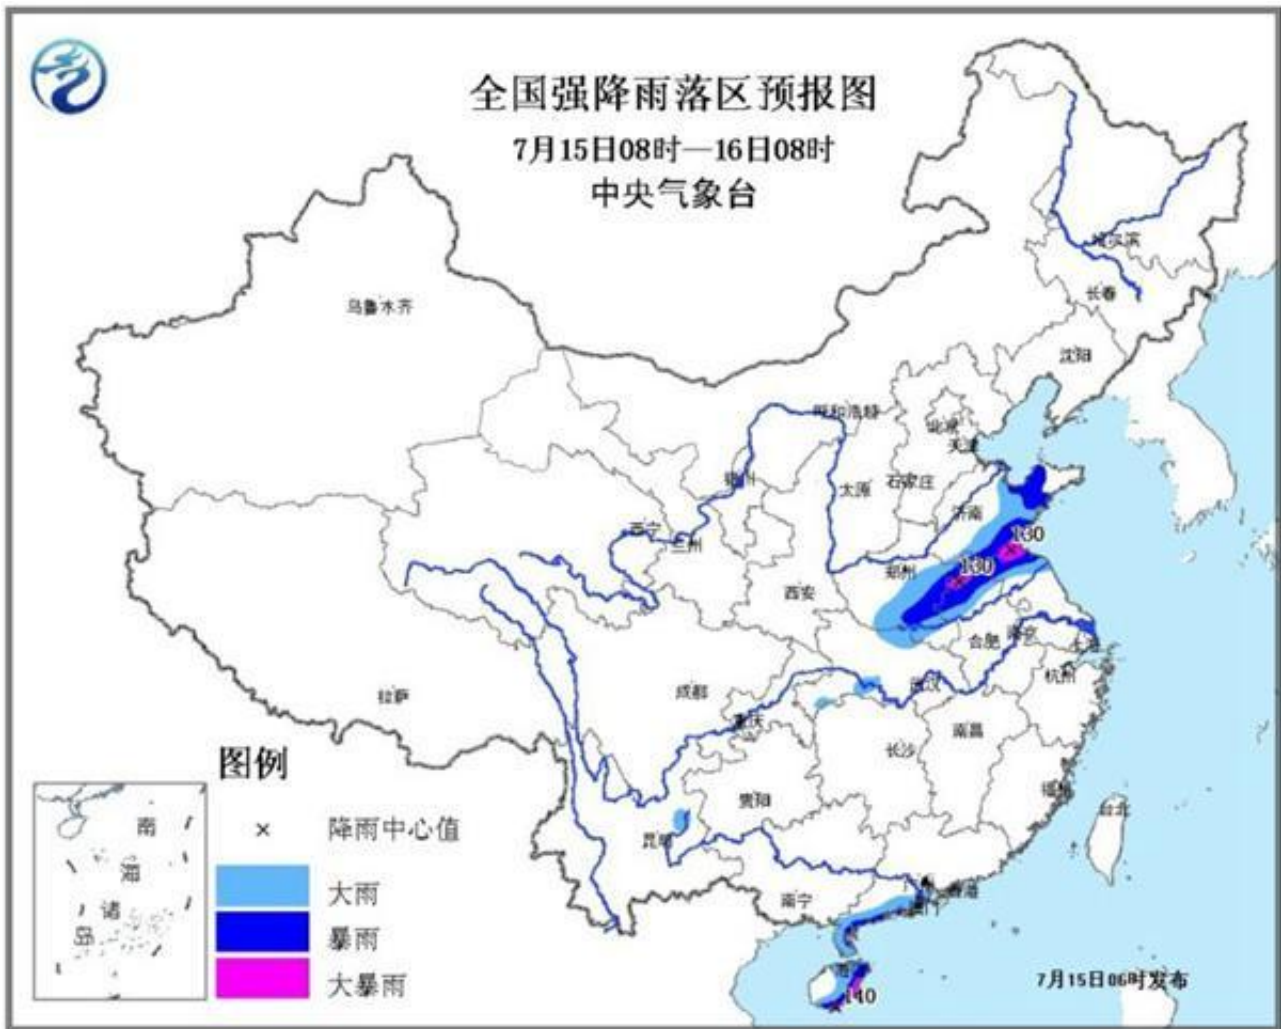 全国强降雨落区预报图
7月15日08时—16日08时
中央气象台
哈尔滨
长春
乌鲁木齐
沈阳
呼和浩特
北京
天津
银川
太原
石家庄
济南
西宁
兰州
130
130
郑州
西安
合肥
南京
上海
杭州
拉萨
成都
武汉
重庆
南昌
长沙
贵阳
福州
台北
昆明
广州
香港
澳门
南宁
海口
140
图例
降雨中心值
大雨
暴雨
大暴雨
南
海
诸
岛
7月15日06时发布